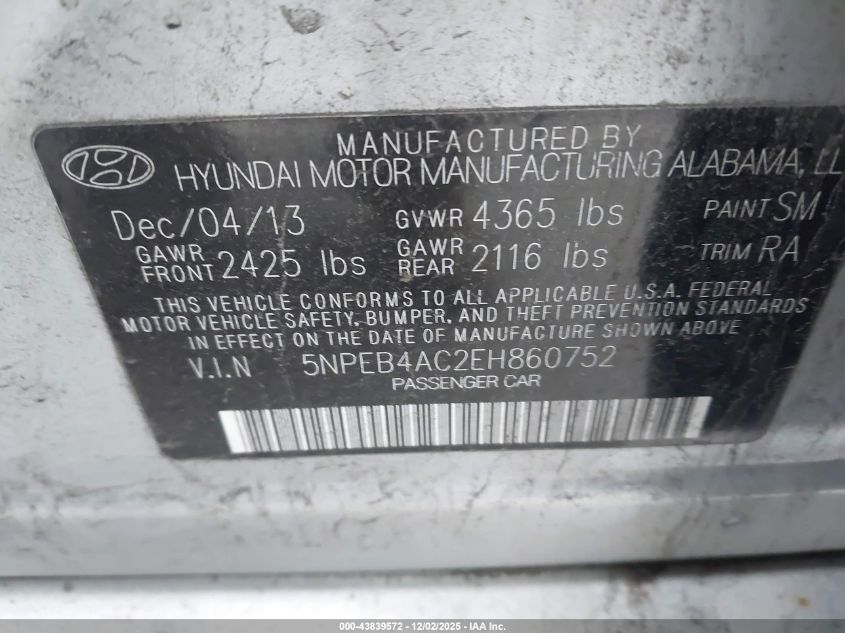 MANUFACTURED BY
HYUNDAI MOTOR MANUFACTURING ALABAMA, LL
Dec/04/13 GVWR 4365 lbs PAINT SM
GAWR FRONT 2425 lbs GAWR REAR 2116 lbs TRIM RA
THIS VEHICLE CONFORMS TO ALL APPLICABLE U.S.A. FEDERAL
MOTOR VEHICLE SAFETY, BUMPER, AND THEFT PREVENTION STANDARDS
IN EFFECT ON THE DATE OF MANUFACTURE SHOWN ABOVE
V.I.N 5NPEB4AC2EH860752
PASSENGER CAR
000-43839572 - 12/02/2025 - IAA Inc.